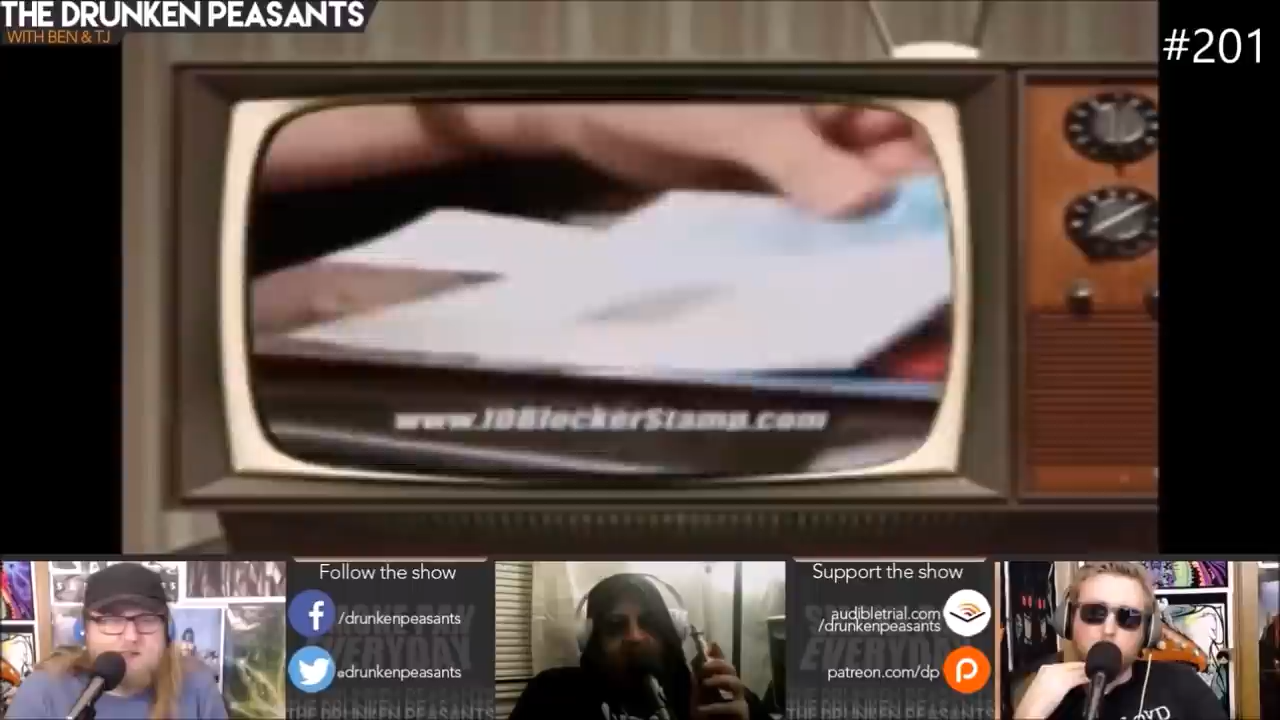 THE DRUNKEN PEASANTS
WITH BEN & TJ
#201
www.IDBlockerStamp.com
Follow the show
/drunkenpeasants
@drunkenpeasants
Support the show
audibletrial.com
/drunkenpeasants
patreon.com/dp